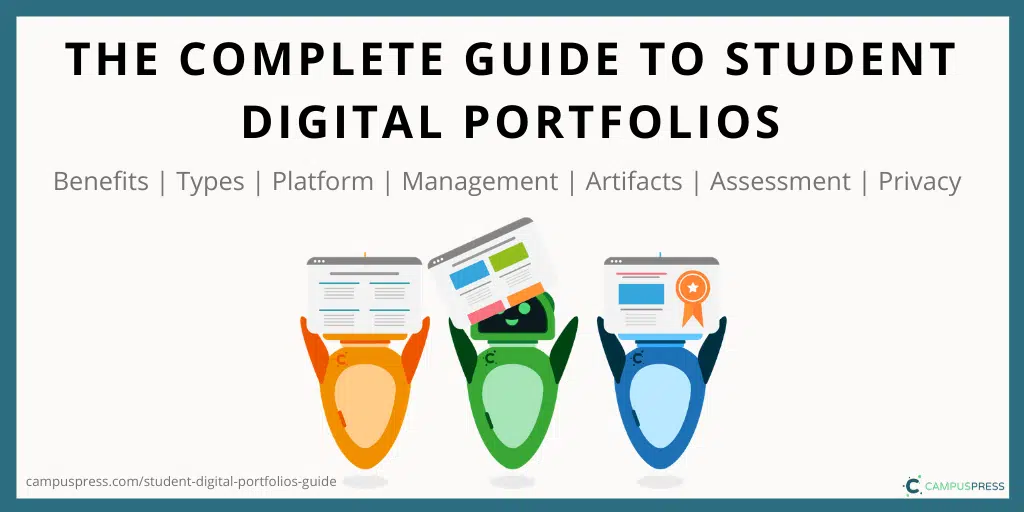 THE COMPLETE GUIDE TO STUDENT
DIGITAL PORTFOLIOS
Benefits | Types | Platform | Management | Artifacts | Assessment | Privacy
campuspress.com/student-digital-portfolios-guide
CAMPUSPRESS